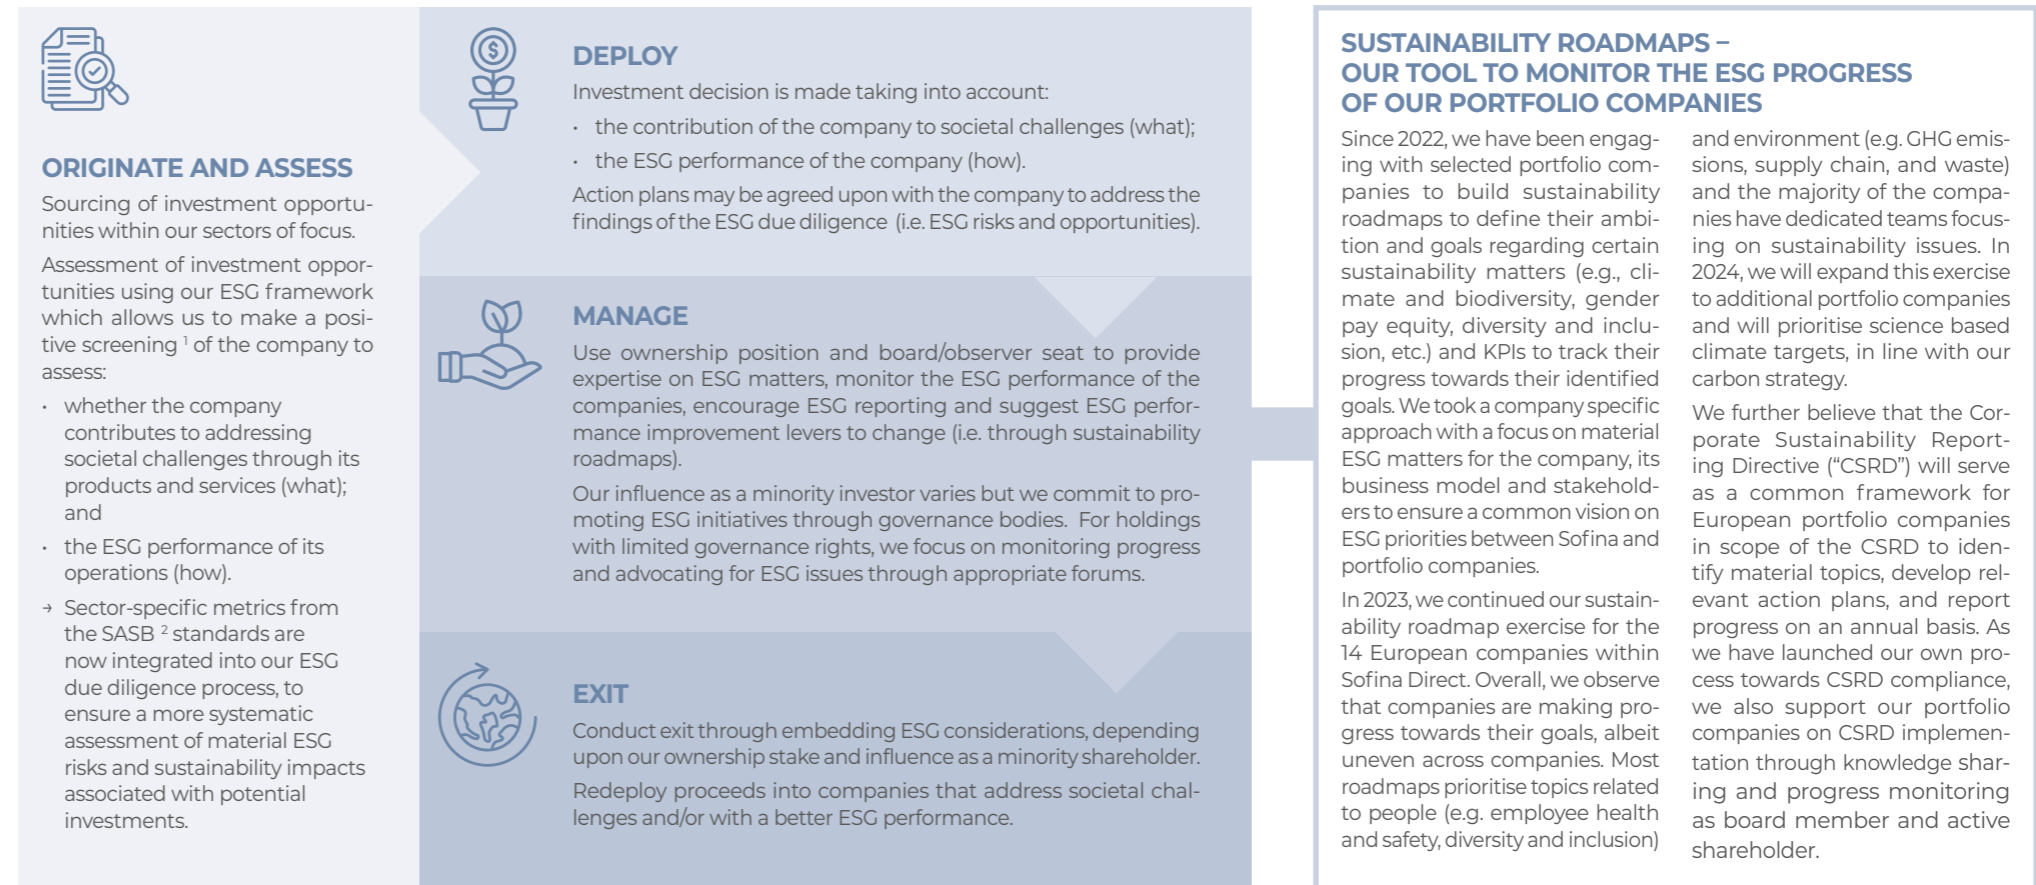 ORIGINATE AND ASSESS
Sourcing of investment opportu-
nities within our sectors of focus.
Assessment of investment oppor-
tunities using our ESG framework
which allows us to make a posi-
tive screening 1 of the company to
assess:
• whether the company
contributes to addressing
societal challenges through its
products and services (what);
and
• the ESG performance of its
operations (how).
→ Sector-specific metrics from
the SASB 2 standards are
now integrated into our ESG
due diligence process, to
ensure a more systematic
assessment of material ESG
risks and sustainability impacts
associated with potential
investments.
$
DEPLOY
Investment decision is made taking into account:
• the contribution of the company to societal challenges (what);
• the ESG performance of the company (how).
Action plans may be agreed upon with the company to address the
findings of the ESG due diligence (i.e. ESG risks and opportunities).
MANAGE
Use ownership position and board/observer seat to provide
expertise on ESG matters, monitor the ESG performance of the
companies, encourage ESG reporting and suggest ESG perfor-
mance improvement levers to change (i.e. through sustainability
roadmaps).
Our influence as a minority investor varies but we commit to pro-
moting ESG initiatives through governance bodies. For holdings
with limited governance rights, we focus on monitoring progress
and advocating for ESG issues through appropriate forums.
EXIT
Conduct exit through embedding ESG considerations, depending
upon our ownership stake and influence as a minority shareholder.
Redeploy proceeds into companies that address societal chal-
lenges and/or with a better ESG performance.
SUSTAINABILITY ROADMAPS –
OUR TOOL TO MONITOR THE ESG PROGRESS
OF OUR PORTFOLIO COMPANIES
Since 2022, we have been engag-
ing with selected portfolio com-
panies to build sustainability
roadmaps to define their ambi-
tion and goals regarding certain
sustainability matters (e.g., cli-
mate and biodiversity, gender
pay equity, diversity and inclu-
sion, etc.) and KPIs to track their
progress towards their identified
goals. We took a company specific
approach with a focus on material
ESG matters for the company, its
business model and stakehold-
ers to ensure a common vision on
ESG priorities between Sofina and
portfolio companies.
In 2023, we continued our sustain-
ability roadmap exercise for the
14 European companies within
Sofina Direct. Overall, we observe
that companies are making pro-
gress towards their goals, albeit
uneven across companies. Most
roadmaps prioritise topics related
to people (e.g. employee health
and safety, diversity and inclusion)
and environment (e.g. GHG emis-
sions, supply chain, and waste)
and the majority of the compa-
nies have dedicated teams focus-
ing on sustainability issues. In
2024, we will expand this exercise
to additional portfolio companies
and will prioritise science based
climate targets, in line with our
carbon strategy.
We further believe that the Cor-
porate Sustainability Report-
ing Directive (“CSRD”) will serve
as a common framework for
European portfolio companies
in scope of the CSRD to iden-
tify material topics, develop rel-
evant action plans, and report
progress on an annual basis. As
we have launched our own pro-
cess towards CSRD compliance,
we also support our portfolio
companies on CSRD implemen-
tation through knowledge shar-
ing and progress monitoring
as board member and active
shareholder.